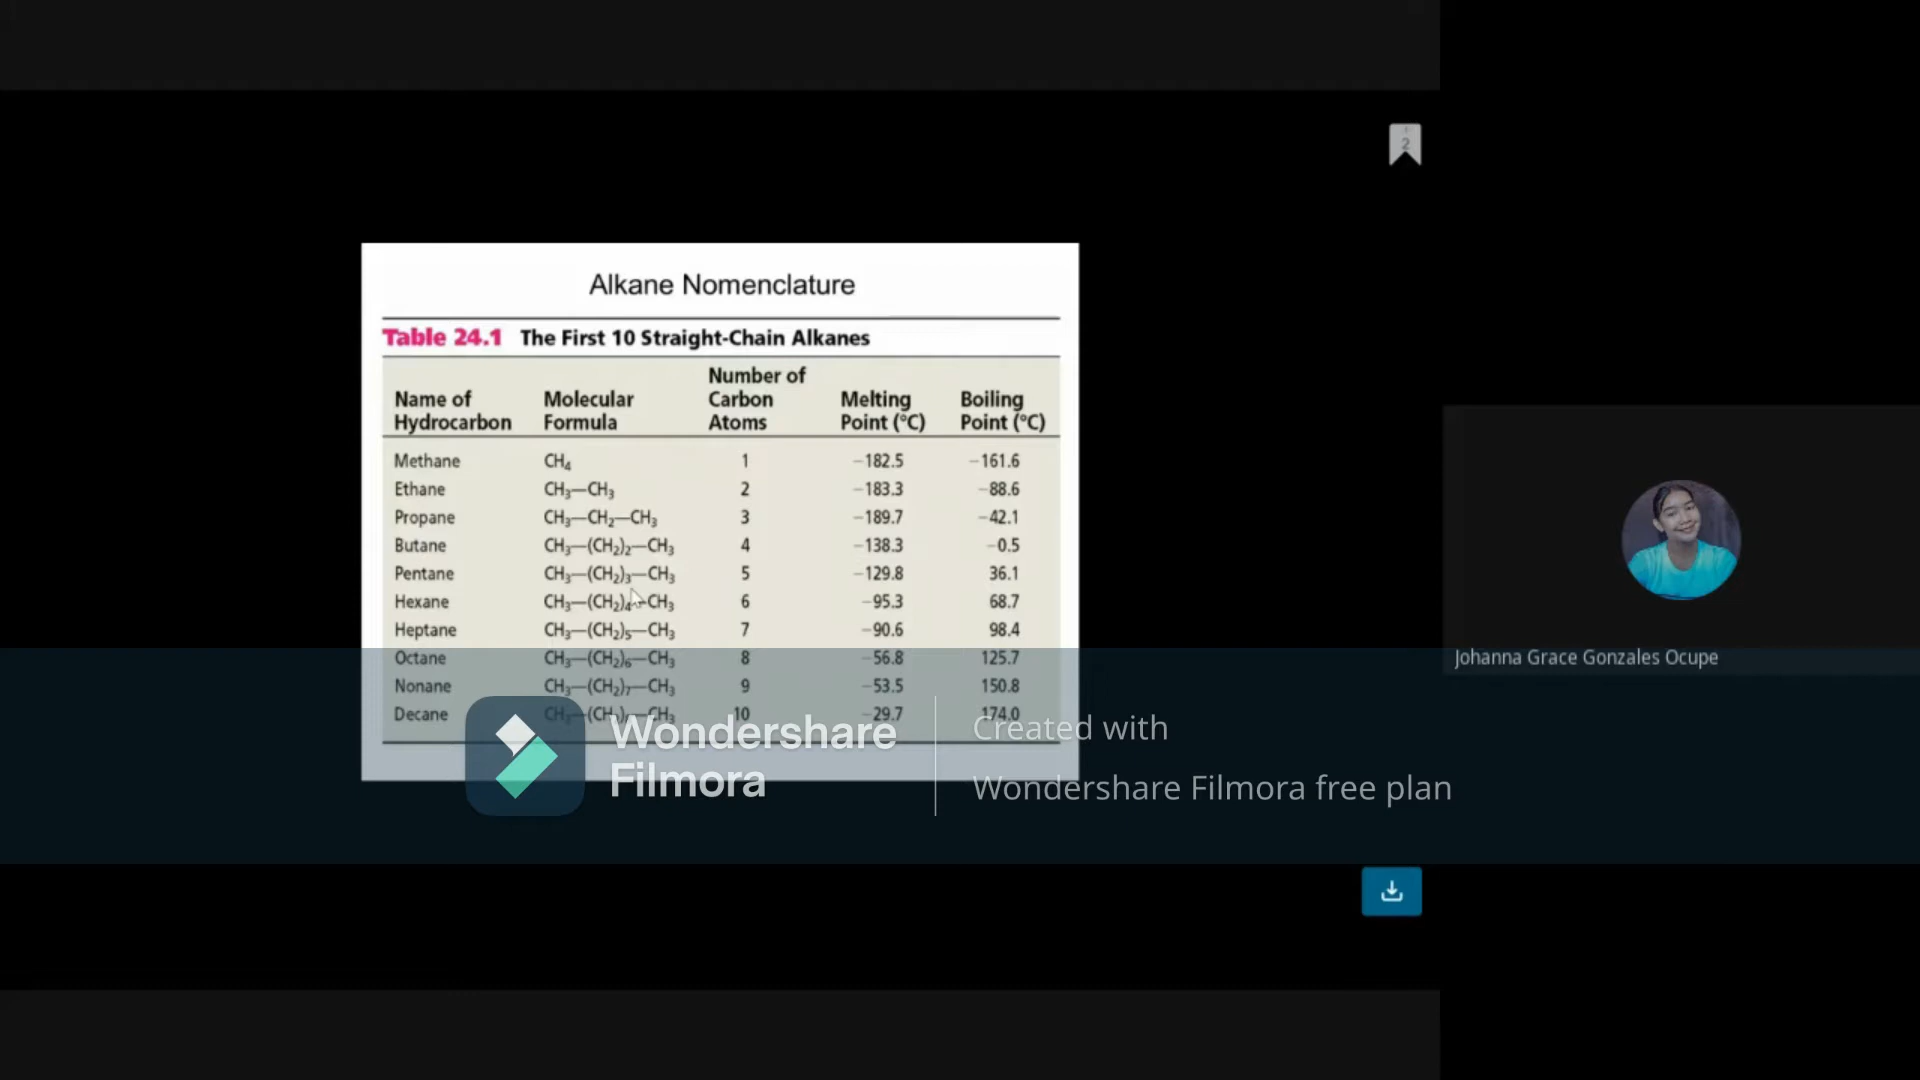 2
Alkane Nomenclature
Table 24.1 The First 10 Straight-Chain Alkanes
Name of Hydrocarbon Molecular Formula Number of Carbon Atoms Melting Point (°C) Boiling Point (°C)
Methane CH₄ 1 −182.5 −161.6
Ethane CH₃—CH₃ 2 −183.3 −88.6
Propane CH₃—CH₂—CH₃ 3 −189.7 −42.1
Butane CH₃—(CH₂)₂—CH₃ 4 −138.3 −0.5
Pentane CH₃—(CH₂)₃—CH₃ 5 −129.8 36.1
Hexane CH₃—(CH₂)₄—CH₃ 6 −95.3 68.7
Heptane CH₃—(CH₂)₅—CH₃ 7 −90.6 98.4
Octane CH₃—(CH₂)₆—CH₃ 8 −56.8 125.7
Nonane CH₃—(CH₂)₇—CH₃ 9 −53.5 150.8
Decane 10 −29.7 174.0
Johanna Grace Gonzales Ocupe
Wondershare
Filmora
Created with
Wondershare Filmora free plan